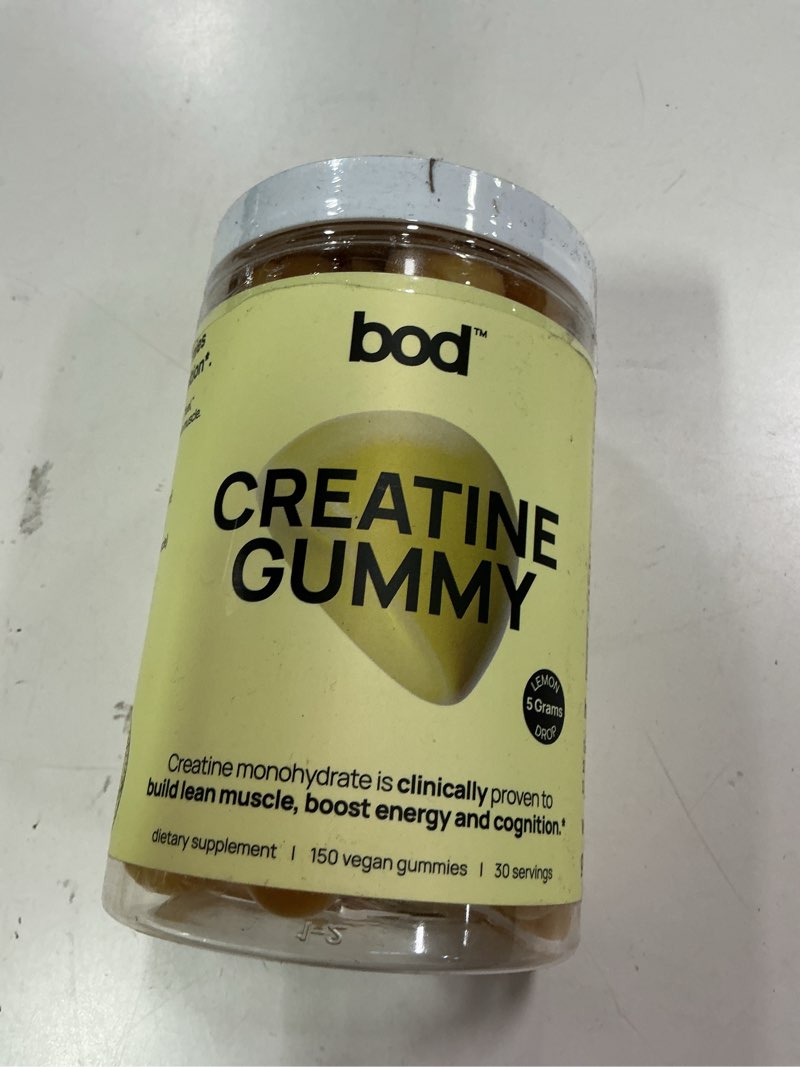 bod™
CREATINE
GUMMY
LEMON
5 Grams
DROP
Creatine monohydrate is clinically proven to
build lean muscle, boost energy and cognition.*
dietary supplement | 150 vegan gummies | 30 servings